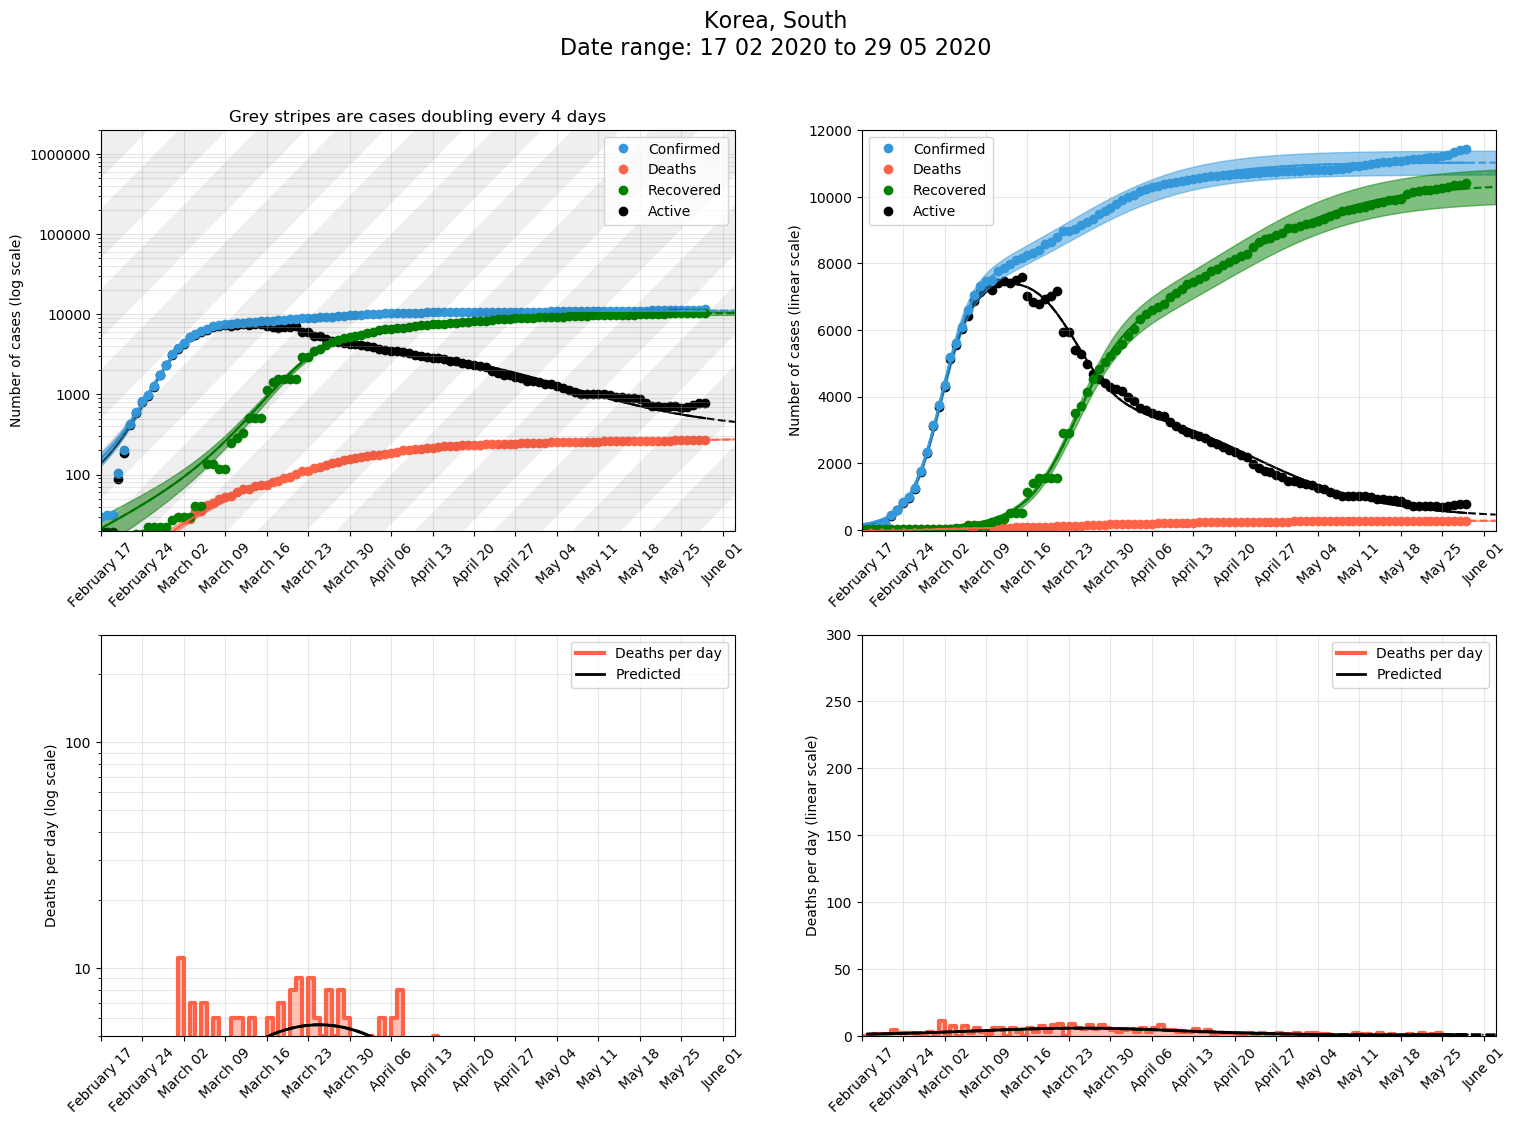 Korea, South
Date range: 17 02 2020 to 29 05 2020
Grey stripes are cases doubling every 4 days
Number of cases (log scale)
1000000
100000
10000
1000
100
Confirmed
Deaths
Recovered
Active
February 17
February 24
March 02
March 09
March 16
March 23
March 30
April 06
April 13
April 20
April 27
May 04
May 11
May 18
May 25
June 01
Number of cases (linear scale)
12000
10000
8000
6000
4000
2000
0
Confirmed
Deaths
Recovered
Active
February 17
February 24
March 02
March 09
March 16
March 23
March 30
April 06
April 13
April 20
April 27
May 04
May 11
May 18
May 25
June 01
Deaths per day (log scale)
100
10
Deaths per day
Predicted
February 17
February 24
March 02
March 09
March 16
March 23
March 30
April 06
April 13
April 20
April 27
May 04
May 11
May 18
May 25
June 01
Deaths per day (linear scale)
300
250
200
150
100
50
0
Deaths per day
Predicted
February 17
February 24
March 02
March 09
March 16
March 23
March 30
April 06
April 13
April 20
April 27
May 04
May 11
May 18
May 25
June 01